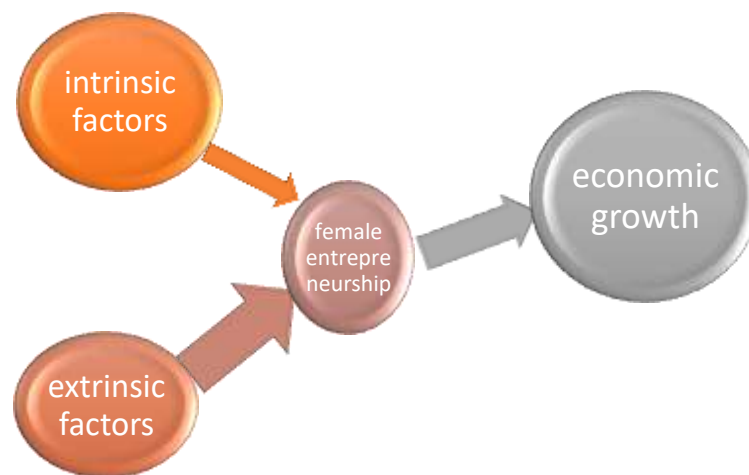 intrinsic
factors
economic
growth
female
entrepre
neurship
extrinsic
factors